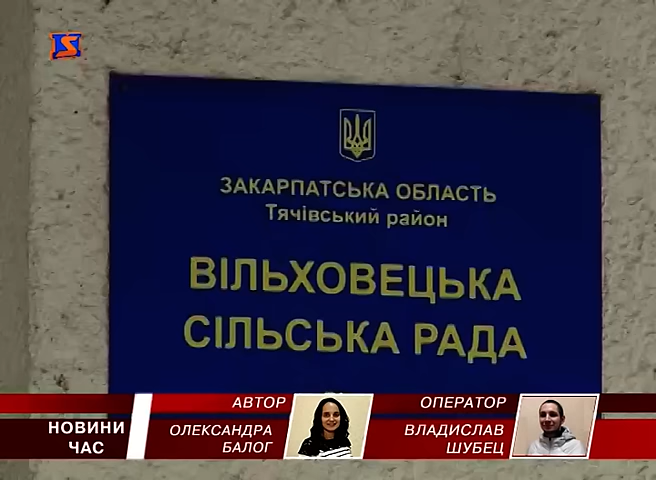 ЗАКАРПАТСЬКА ОБЛАСТЬ
Тячівський район
ВІЛЬХОВЕЦЬКА
СІЛЬСЬКА РАДА
НОВИНИ
ЧАС
АВТОР
ОЛЕКСАНДРА
БАЛОГ
ОПЕРАТОР
ВЛАДИСЛАВ
ШУБЕЦ